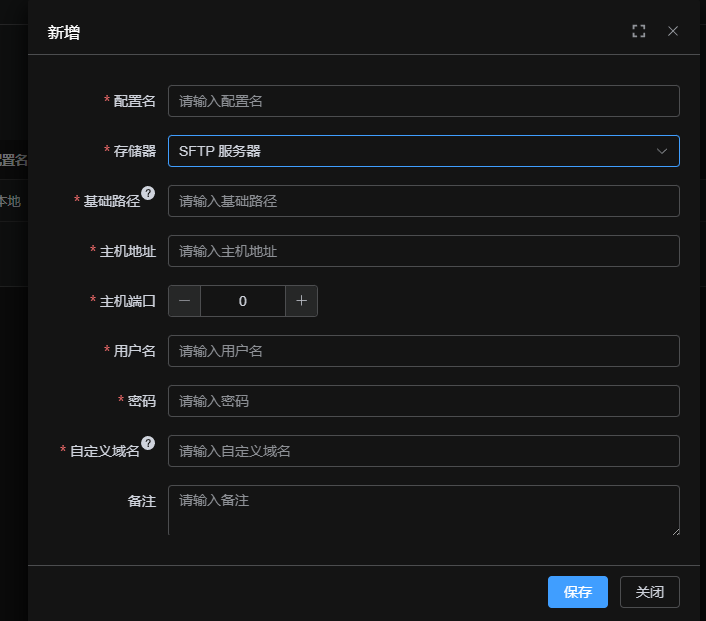 新增
* 配置名 请输入配置名
* 存储器 SFTP 服务器
* 基础路径 ? 请输入基础路径
* 主机地址 请输入主机地址
* 主机端口 − 0 +
* 用户名 请输入用户名
* 密码 请输入密码
* 自定义域名 ? 请输入自定义域名
备注 请输入备注
保存 关闭
置名
本地